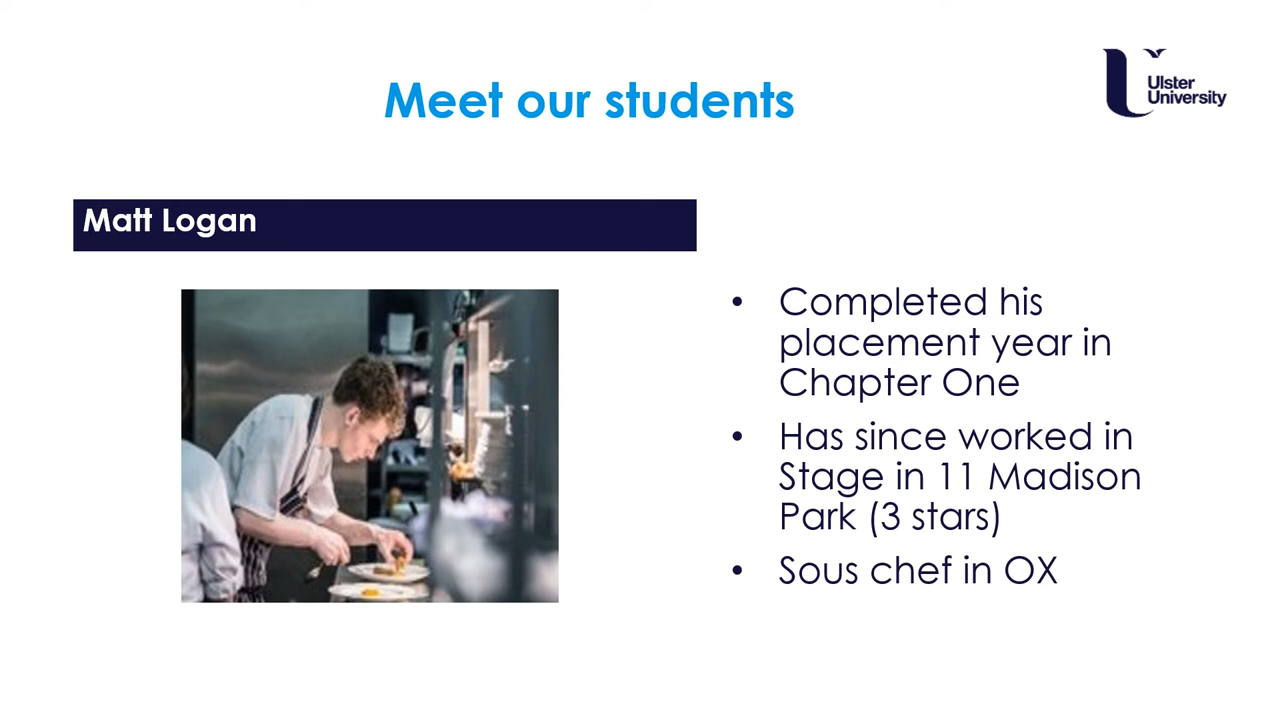 Meet our students
Ulster
University
Matt Logan
• Completed his
placement year in
Chapter One
• Has since worked in
Stage in 11 Madison
Park (3 stars)
• Sous chef in OX